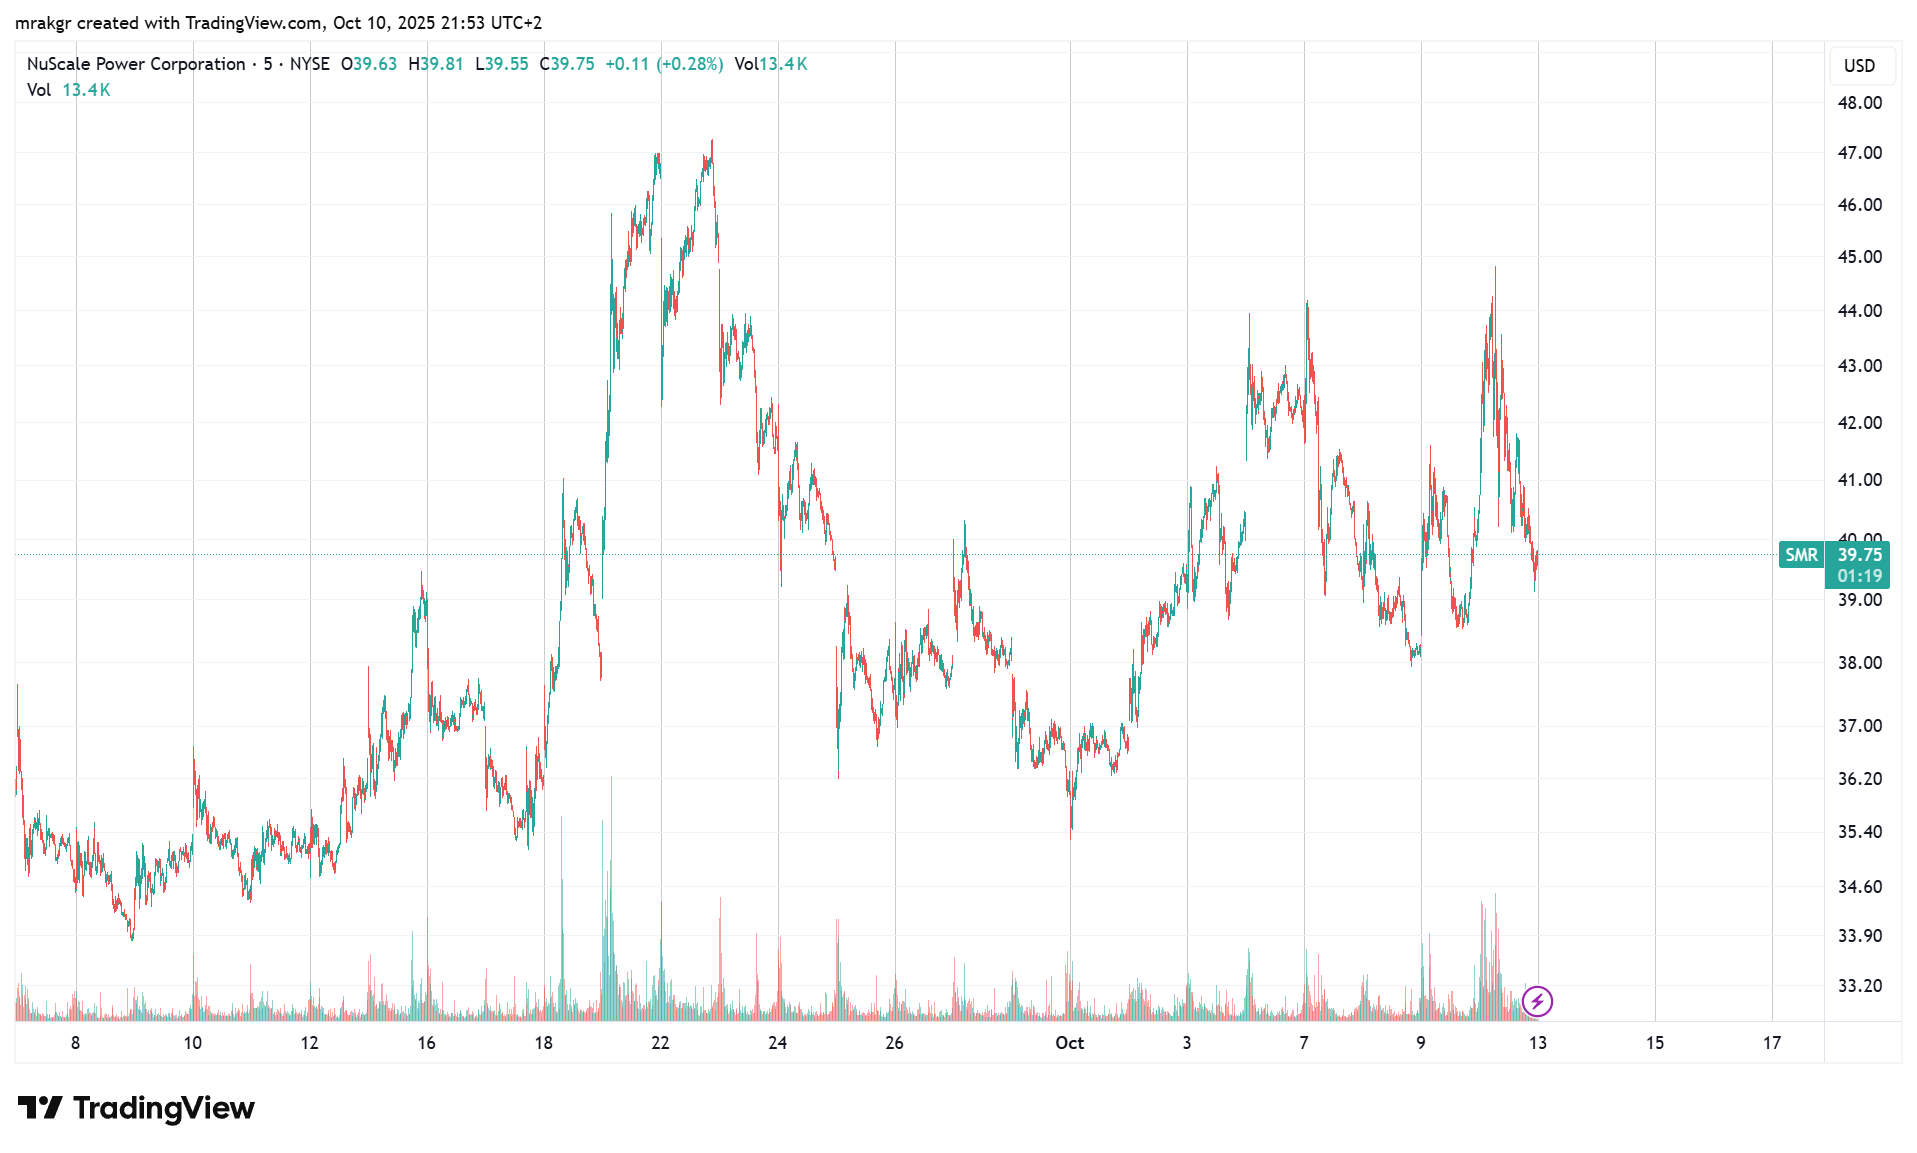 mrakgr created with TradingView.com, Oct 10, 2025 21:53 UTC+2
NuScale Power Corporation · 5 · NYSE O39.63 H39.81 L39.55 C39.75 +0.11 (+0.28%) Vol13.4K
Vol 13.4K
USD
48.00
47.00
46.00
45.00
44.00
43.00
42.00
41.00
40.00
SMR 39.75
01:19
39.00
38.00
37.00
36.20
35.40
34.60
33.90
33.20
8 10 12 16 18 22 24 26 Oct 3 7 9 13 15 17
TradingView